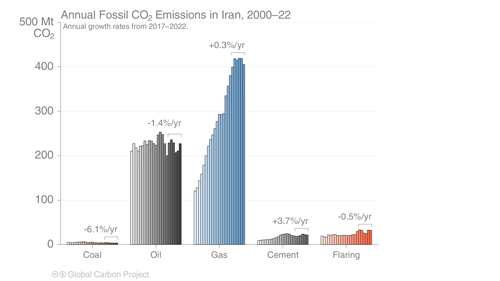 Annual Fossil CO₂ Emissions in Iran, 2000–22
Annual growth rates from 2017–2022.
500 Mt
CO₂
400
300
200
100
0
-6.1%/yr
-1.4%/yr
+0.3%/yr
+3.7%/yr
-0.5%/yr
Coal
Oil
Gas
Cement
Flaring
Global Carbon Project